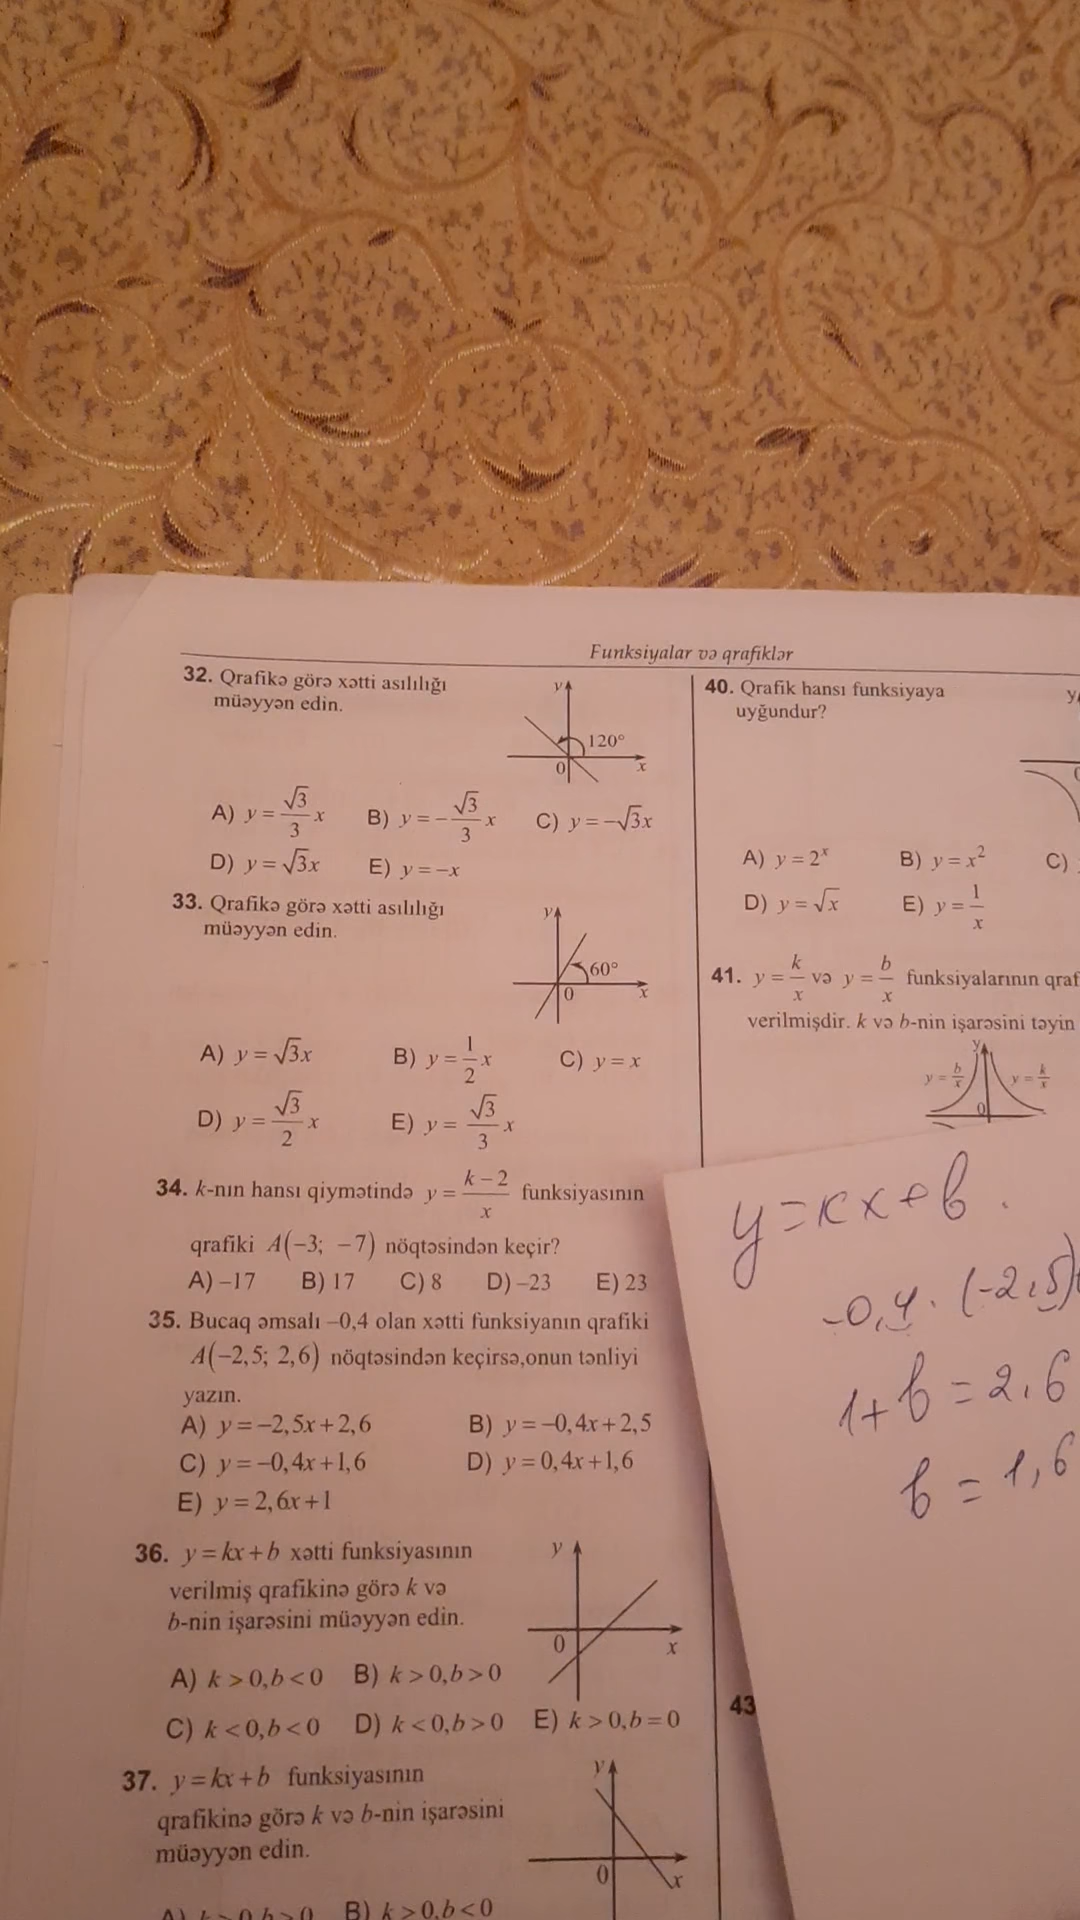 Funksiyalar və qrafiklər
32. Qrafikə görə xətti asılılığı
müəyyən edin.
y
120°
0
x
A) y = √3/3 x B) y = −√3/3 x C) y = −√3x
D) y = √3x E) y = −x
33. Qrafikə görə xətti asılılığı
müəyyən edin.
y
60°
0
x
A) y = √3x B) y = 1/2 x C) y = x
D) y = √3/2 x E) y = √3/3 x
34. k-nın hansı qiymətində y = k−2/x funksiyasının
qrafiki A(−3; −7) nöqtəsindən keçir?
A) −17 B) 17 C) 8 D) −23 E) 23
35. Bucaq əmsalı −0,4 olan xətti funksiyanın qrafiki
A(−2,5; 2,6) nöqtəsindən keçirsə,onun tənliyi
yazın.
A) y = −2,5x + 2,6 B) y = −0,4x + 2,5
C) y = −0,4x + 1,6 D) y = 0,4x + 1,6
E) y = 2,6x + 1
36. y = kx + b xətti funksiyasının
verilmiş qrafikinə görə k və
b-nin işarəsini müəyyən edin.
y
0
x
A) k > 0, b < 0 B) k > 0, b > 0
C) k < 0, b < 0 D) k < 0, b > 0 E) k > 0, b = 0
37. y = kx + b funksiyasının
qrafikinə görə k və b-nin işarəsini
müəyyən edin.
y
0
x
B) k > 0, b < 0
40. Qrafik hansı funksiyaya
uyğundur?
y
A) y = 2ˣ B) y = x² C)
D) y = √x E) y = 1/x
41. y = k/x və y = b/x funksiyalarının qraf
verilmişdir. k və b-nin işarəsini təyin
y
y = b/x
y = k/x
0
43
y = kx + b
−0,4 · (−2,5)
1 + b = 2,6
b = 1,6